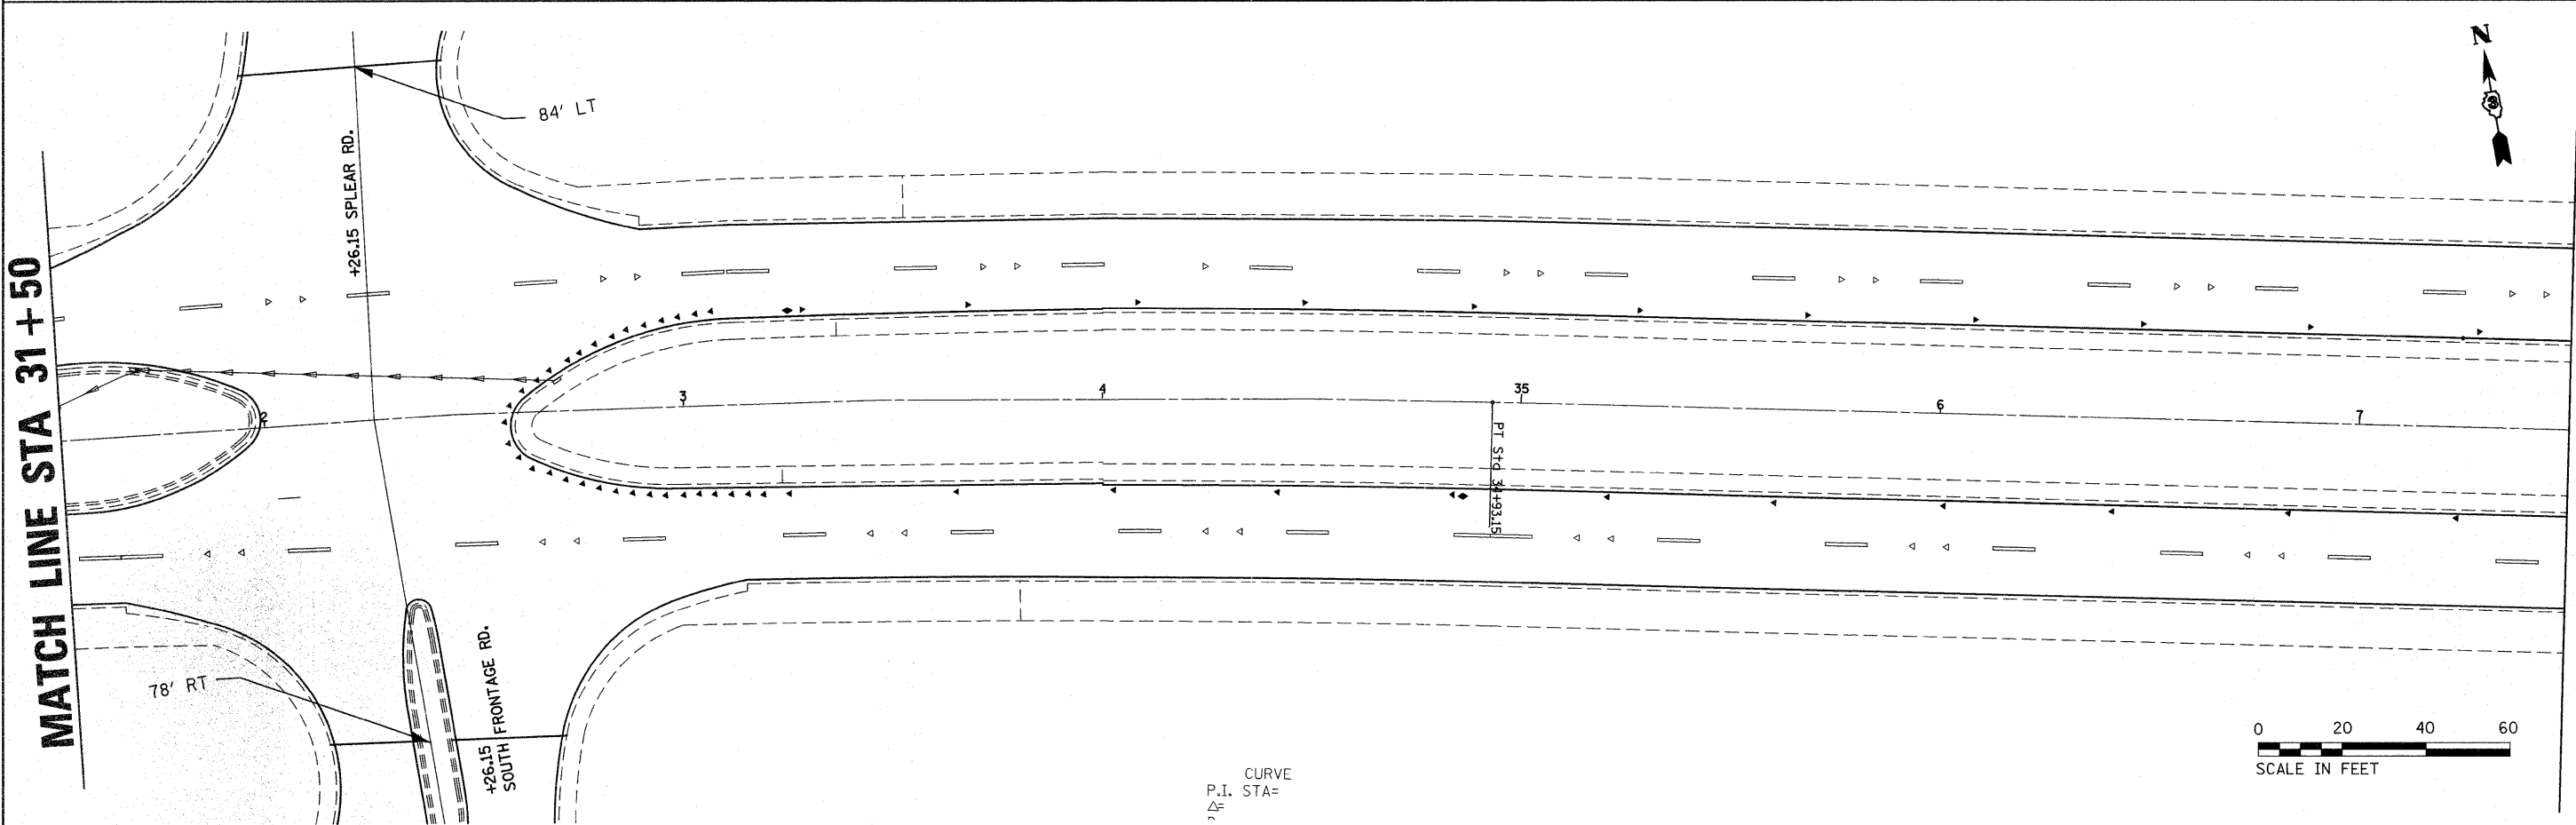 N
3
84' LT
+26.15 SPLEAR RD.
MATCH LINE STA 31+50
2
3
4
35
6
7
PT Sta 34+93.15
78' RT
+26.15
SOUTH FRONTAGE RD.
0 20 40 60
SCALE IN FEET
CURVE
P.I. STA=
Δ=